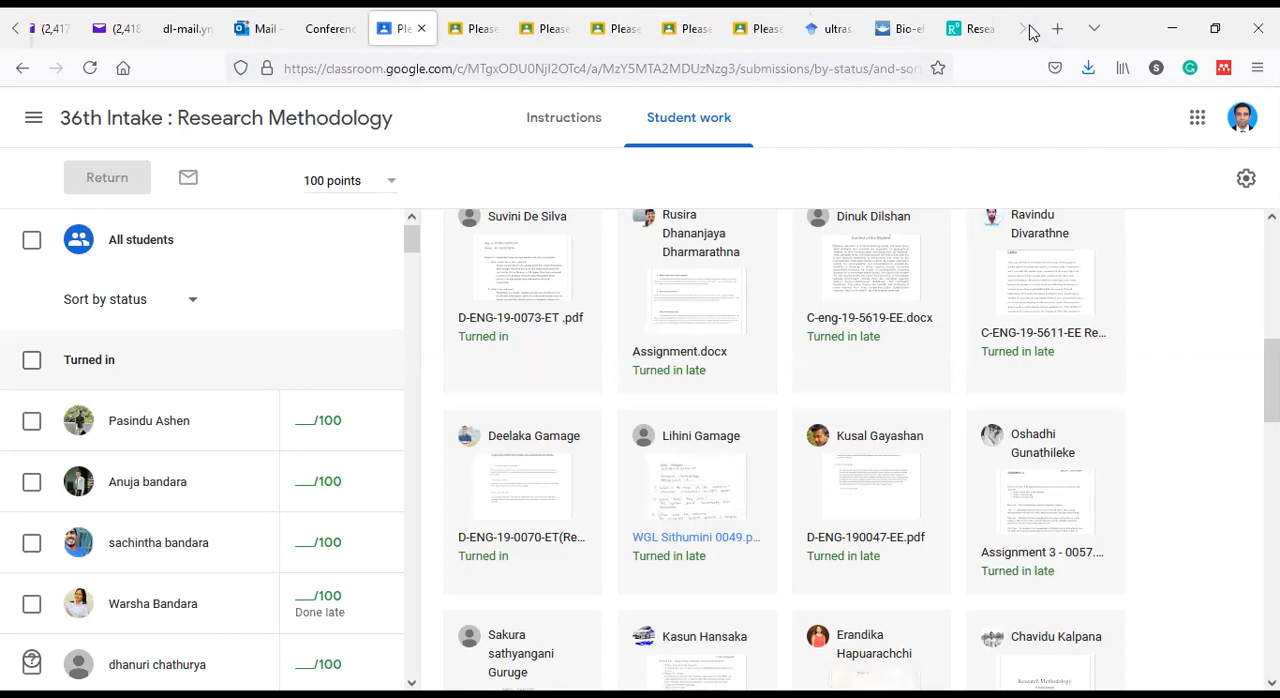 (2,417
(2,418
dl-mail.yn
Mail -
Conferenc
Ple
Please
Please
Please
Please
Please
ultras
Bio-ef
Resea
https://classroom.google.com/c/MTgxODU0NjI2OTc4/a/MzY5MTA2MDUzNzg3/submissions/by-status/and-sor
36th Intake : Research Methodology
Instructions
Student work
Return
100 points
All students
Sort by status
Turned in
Pasindu Ashen
___/100
Anuja bandara
___/100
sachintha bandara
___/100
Warsha Bandara
___/100
Done late
dhanuri chathurya
___/100
Suvini De Silva
D-ENG-19-0073-ET .pdf
Turned in
Rusira
Dhananjaya
Dharmarathna
Assignment.docx
Turned in late
Dinuk Dilshan
C-eng-19-5619-EE.docx
Turned in late
Ravindu
Divarathne
C-ENG-19-5611-EE Re...
Turned in late
Deelaka Gamage
D-ENG-19-0070-ET(Re...
Turned in
Lihini Gamage
WGL Sithumini 0049.p...
Turned in late
Kusal Gayashan
D-ENG-190047-EE.pdf
Turned in late
Oshadhi
Gunathileke
Assignment 3 - 0057....
Turned in late
Sakura
sathyangani
Guruge
Kasun Hansaka
Erandika
Hapuarachchi
Chavidu Kalpana
Research Methodology